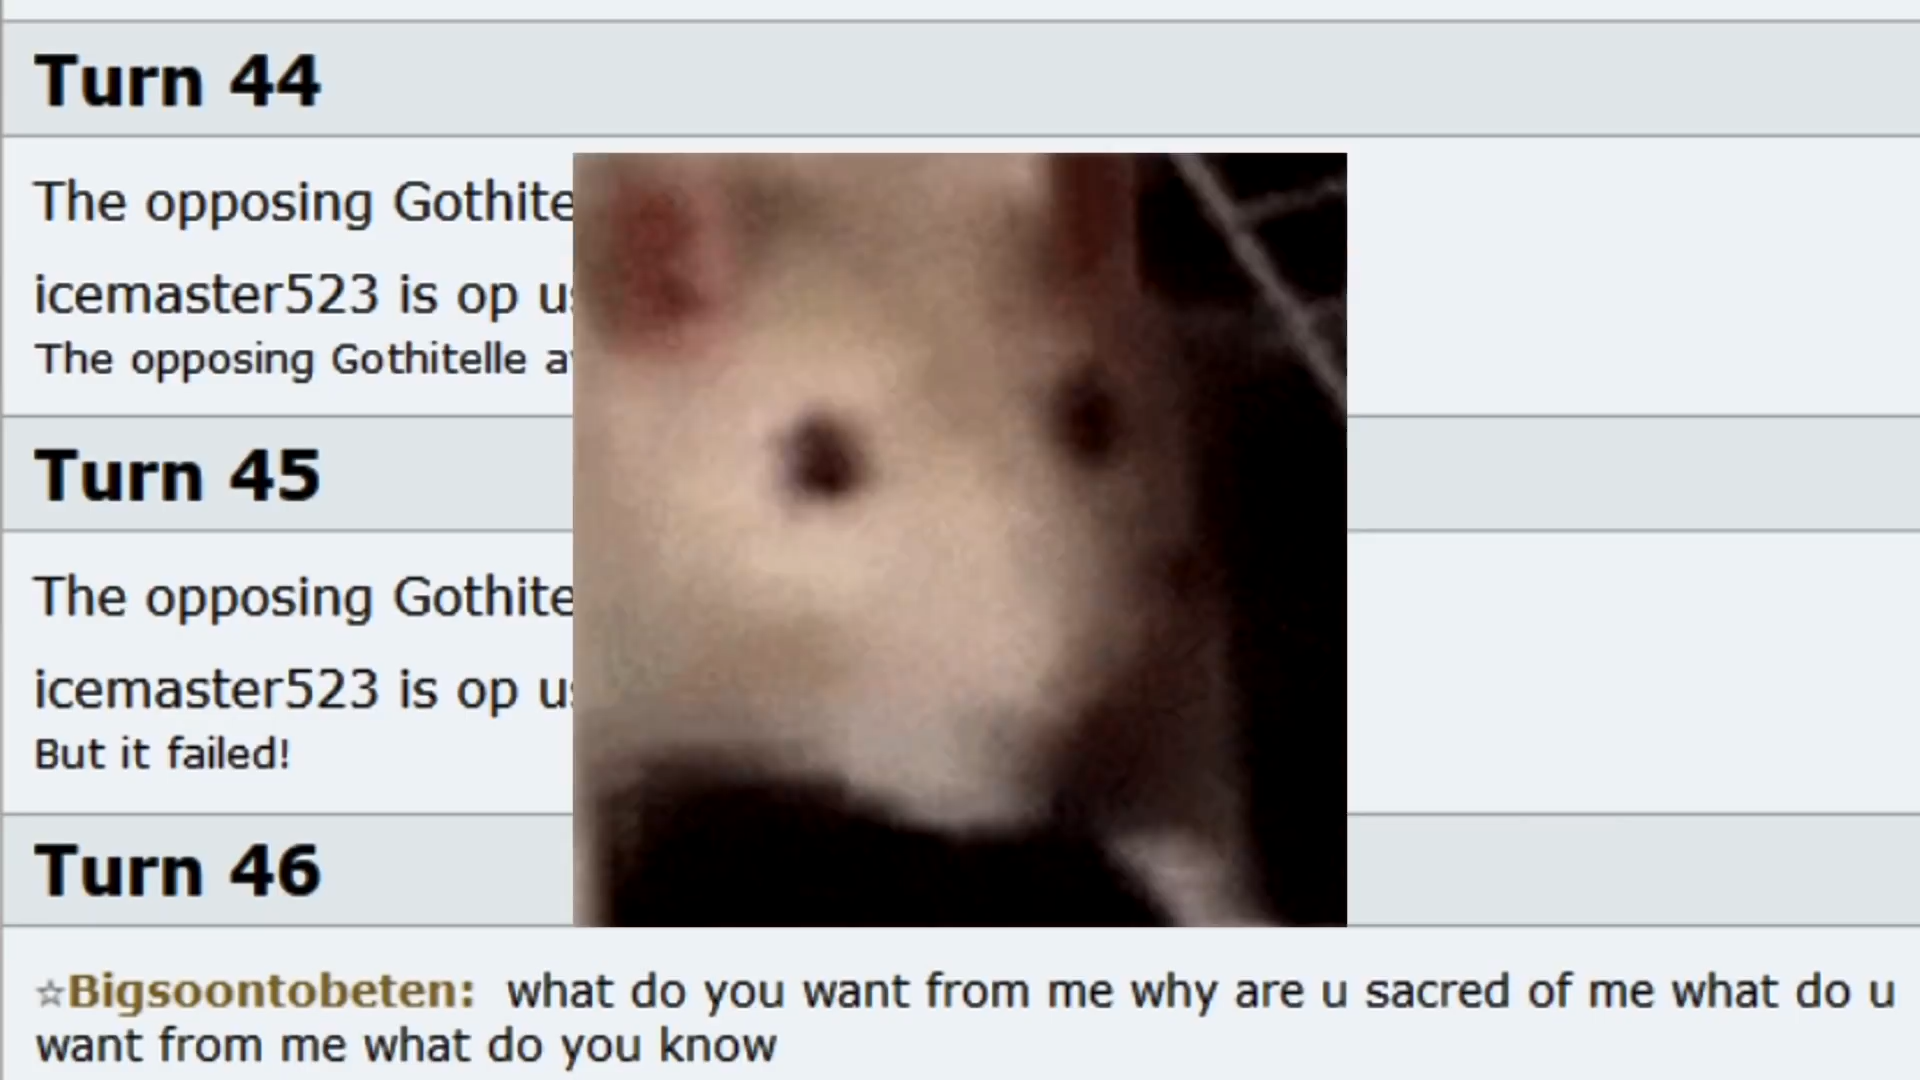 Turn 44
The opposing
icemaster523 is op
The opposing Gothitelle
Turn 45
The opposing
icemaster523 is op
But it failed!
Turn 46
☆Bigsoontobeten: what do you want from me why are u sacred of me what do u
want from me what do you know